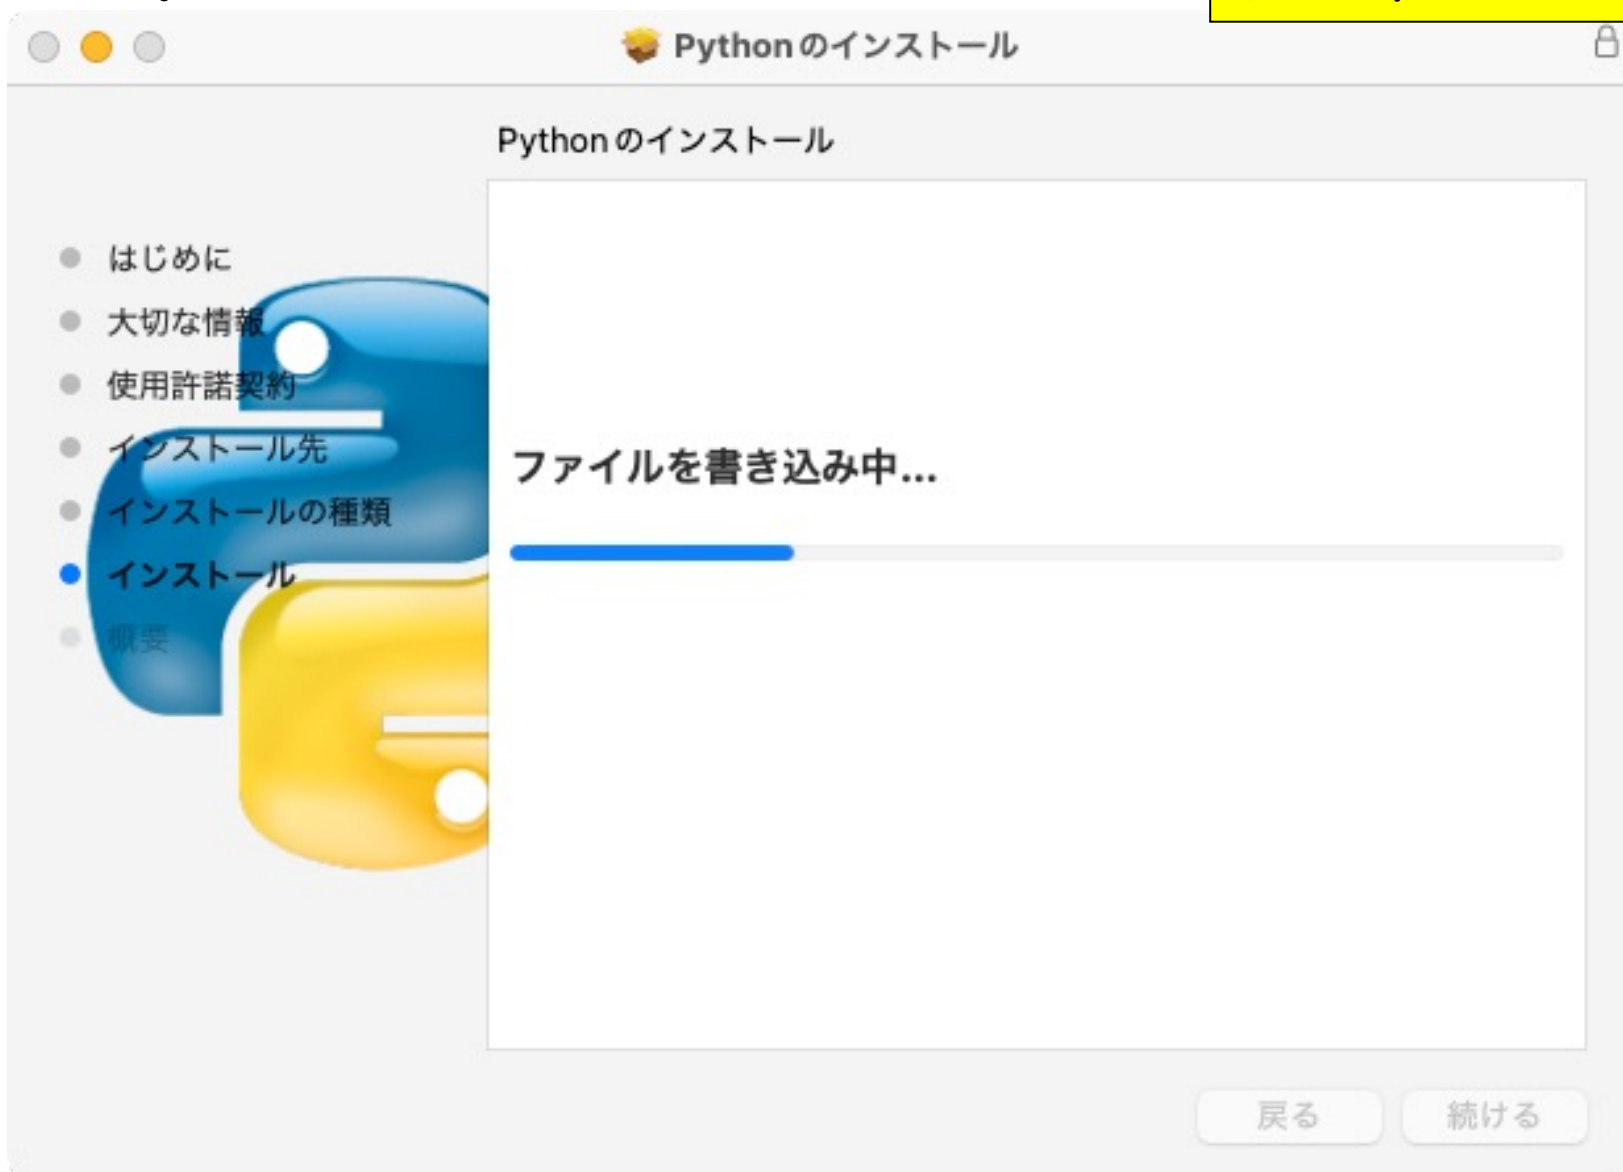 Pythonのインストール
Pythonのインストール
はじめに
大切な情報
使用許諾契約
インストール先
インストールの種類
インストール
概要
ファイルを書き込み中...
戻る
続ける